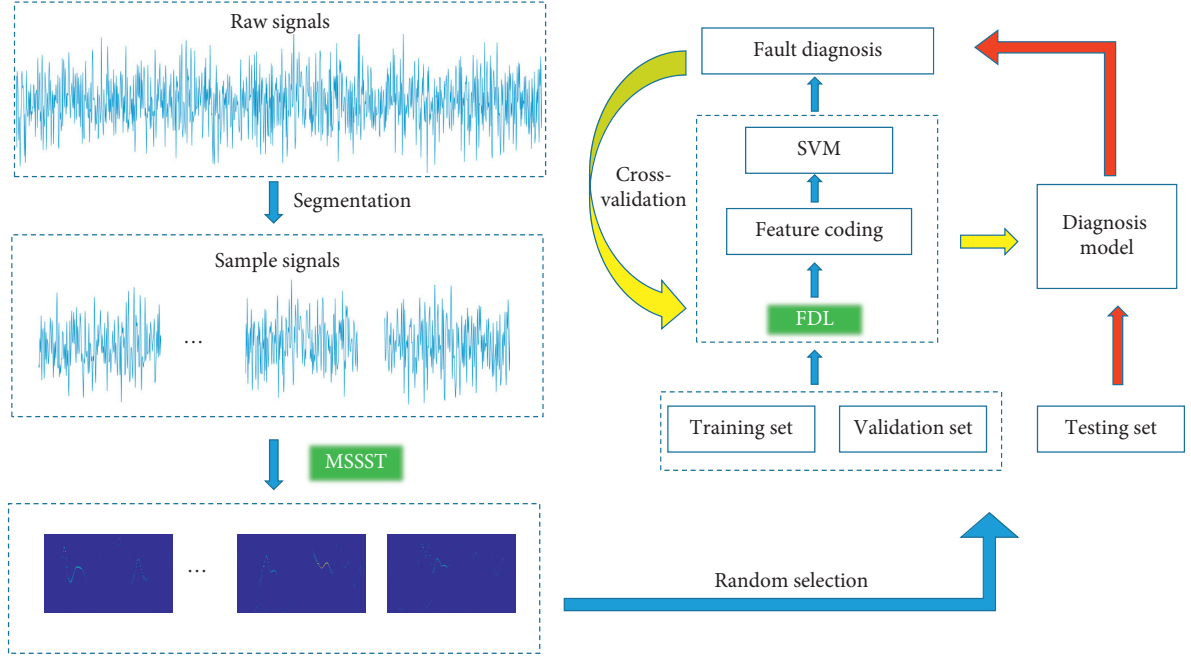 Raw signals
Segmentation
Sample signals
...
MSSST
...
Random selection
Fault diagnosis
SVM
Cross-
validation
Feature coding
FDL
Diagnosis
model
Training set
Validation set
Testing set